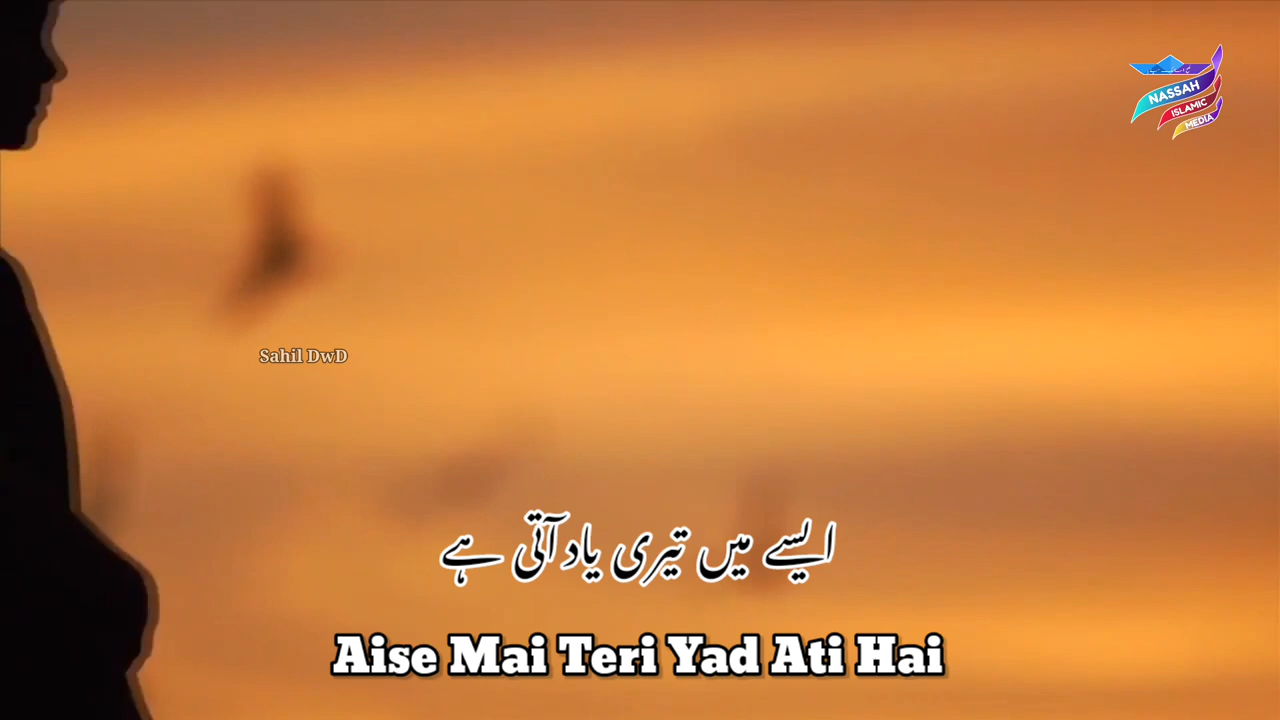 NASSAH
ISLAMIC
MEDIA
Sahil DwD
ایسے میں تیری یاد آتی ہے
Aise Mai Teri Yad Ati Hai